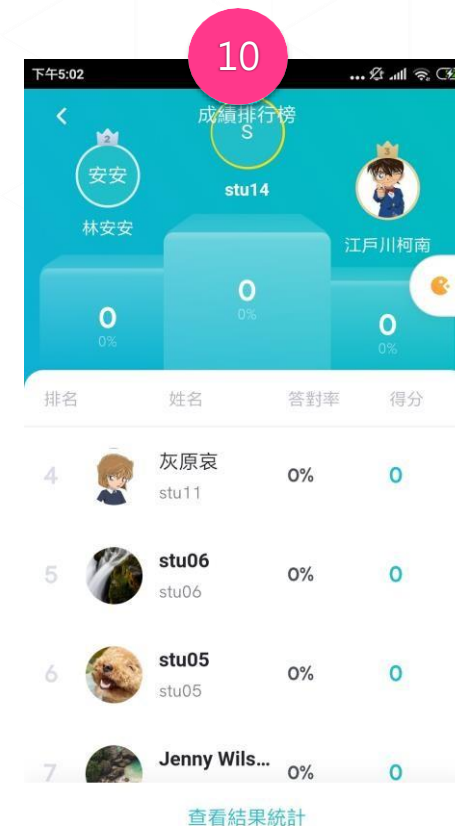 10
下午5:02
成績排行榜
2
S
3
安安
stu14
林安安
江戶川柯南
0
0%
0
0%
0
0%
排名 姓名 答對率 得分
4 灰原哀 0% 0
stu11
5 stu06 0% 0
stu06
6 stu05 0% 0
stu05
7 Jenny Wils... 0% 0
查看結果統計